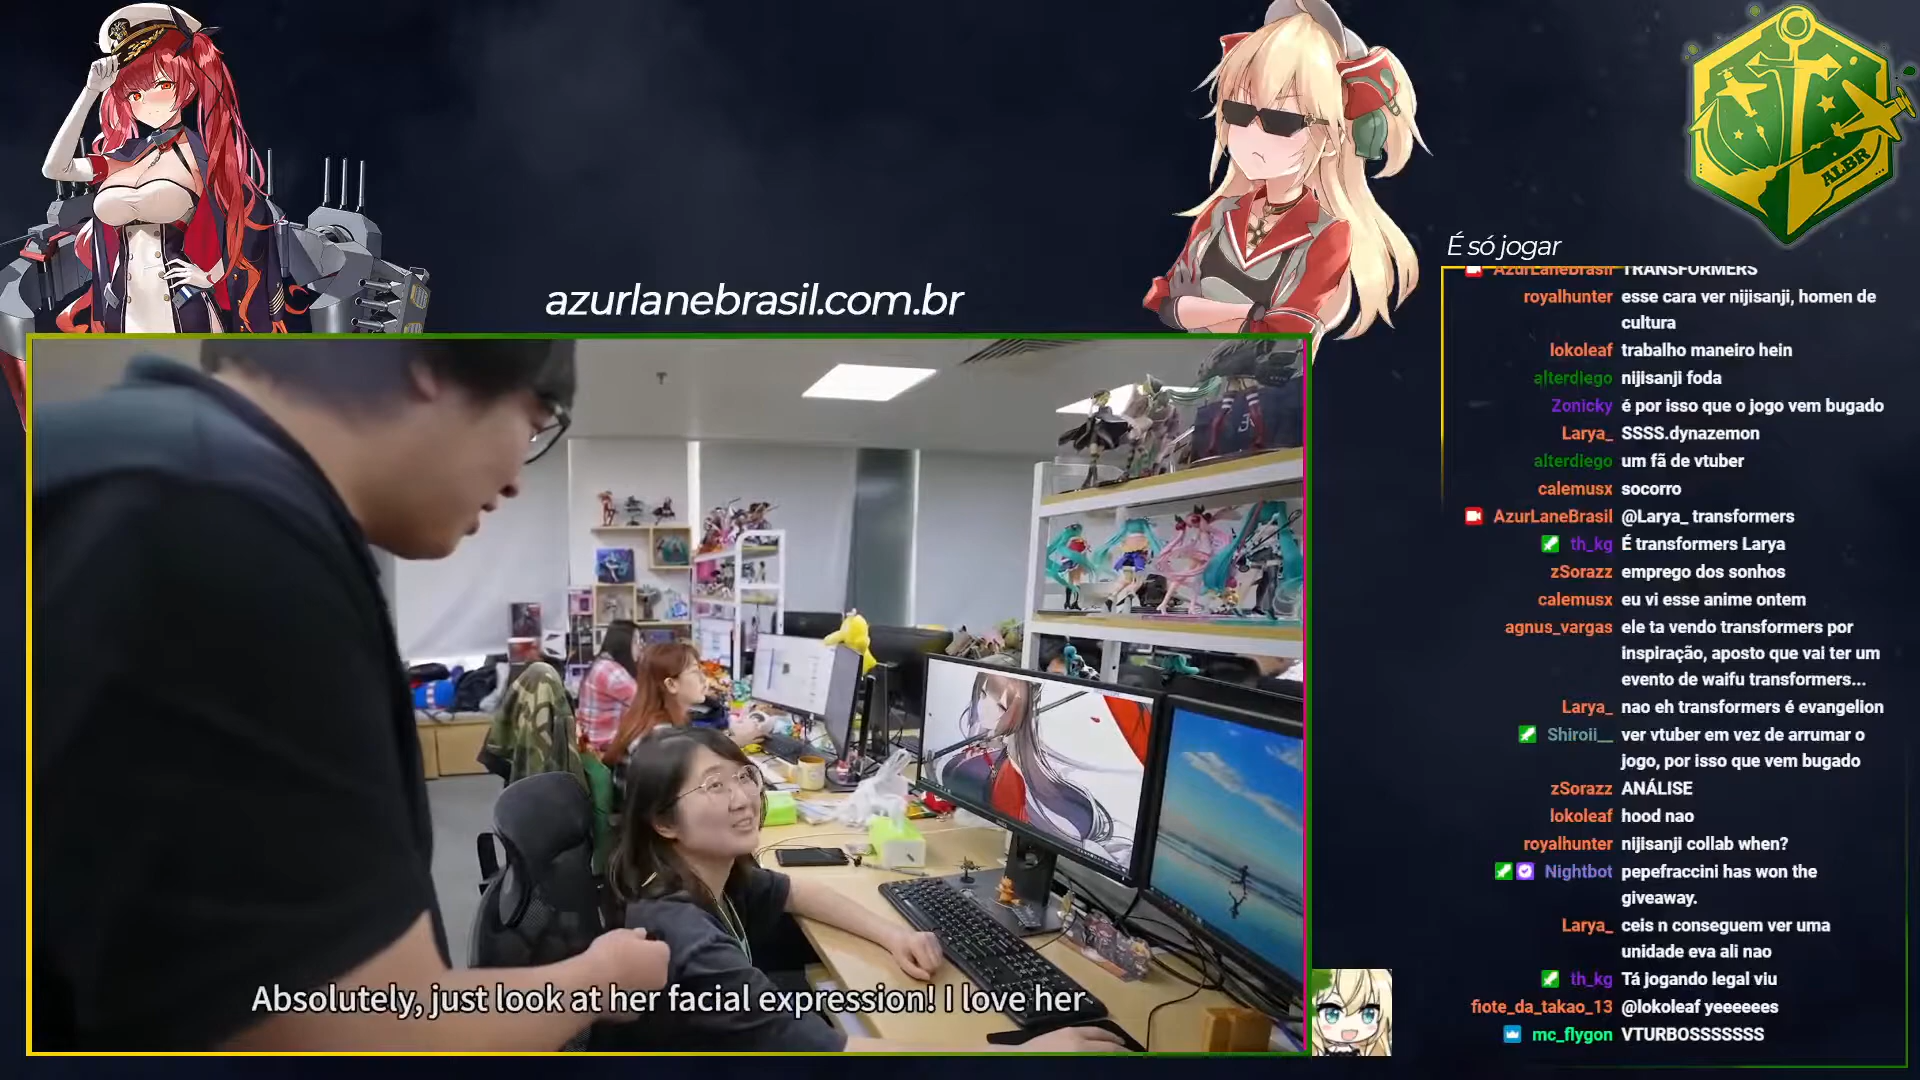 ALBR
É só jogar
azurlanebrasil.com.br
AzurLaneBrasil TRANSFORMERS
royalhunter esse cara ver nijisanji, homen de
cultura
lokoleaf trabalho maneiro hein
alterdiego nijisanji foda
Zonicky é por isso que o jogo vem bugado
Larya_ SSSS.dynazemon
alterdiego um fã de vtuber
calemusx socorro
AzurLaneBrasil @Larya_ transformers
th_kg É transformers Larya
zSorazz emprego dos sonhos
calemusx eu vi esse anime ontem
agnus_vargas ele ta vendo transformers por
inspiração, aposto que vai ter um
evento de waifu transformers...
Larya_ nao eh transformers é evangelion
Shiroii__ ver vtuber em vez de arrumar o
jogo, por isso que vem bugado
zSorazz ANÁLISE
lokoleaf hood nao
royalhunter nijisanji collab when?
Nightbot pepefraccini has won the
giveaway.
Larya_ ceis n conseguem ver uma
unidade eva ali nao
th_kg Tá jogando legal viu
fiote_da_takao_13 @lokoleaf yeeeeees
mc_flygon VTURBOSSSSSSS
Absolutely, just look at her facial expression! I love her